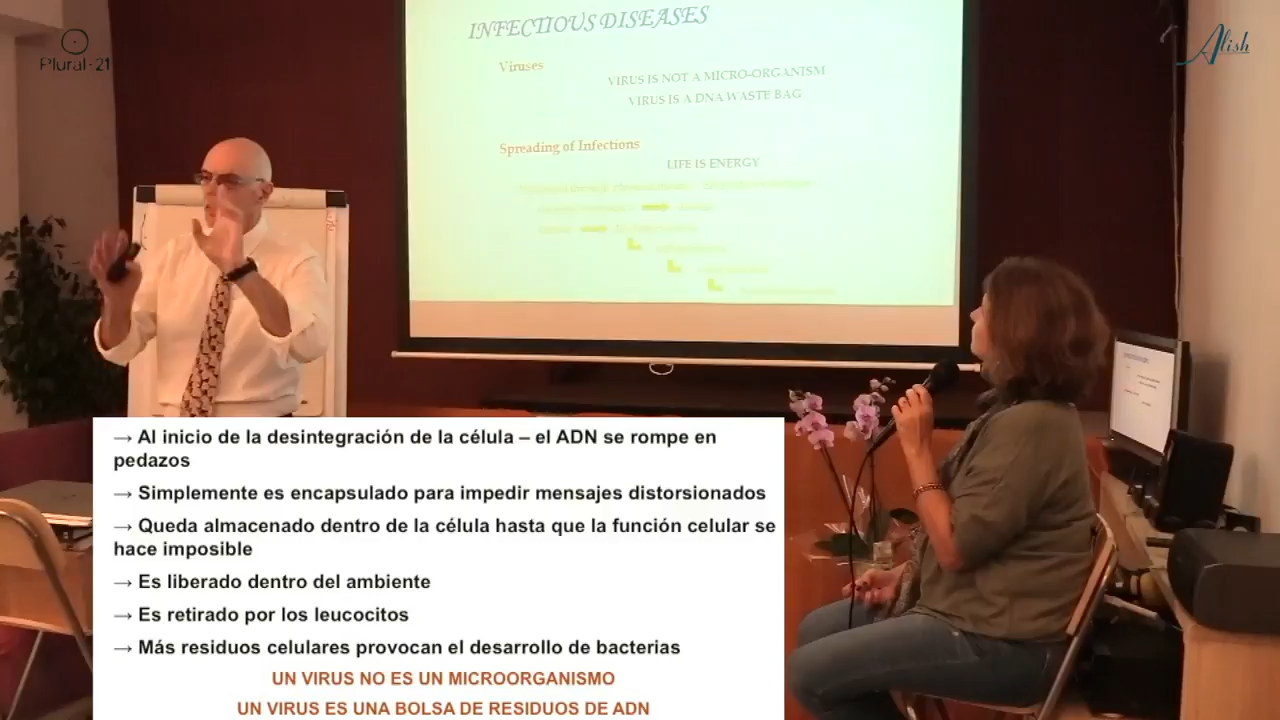 Plural-21
Alish
INFECTIOUS DISEASES
Viruses
VIRUS IS NOT A MICRO-ORGANISM
VIRUS IS A DNA WASTE BAG
Spreading of Infections
LIFE IS ENERGY
→ Al inicio de la desintegración de la célula – el ADN se rompe en
pedazos
→ Simplemente es encapsulado para impedir mensajes distorsionados
→ Queda almacenado dentro de la célula hasta que la función celular se
hace imposible
→ Es liberado dentro del ambiente
→ Es retirado por los leucocitos
→ Más residuos celulares provocan el desarrollo de bacterias
UN VIRUS NO ES UN MICROORGANISMO
UN VIRUS ES UNA BOLSA DE RESIDUOS DE ADN